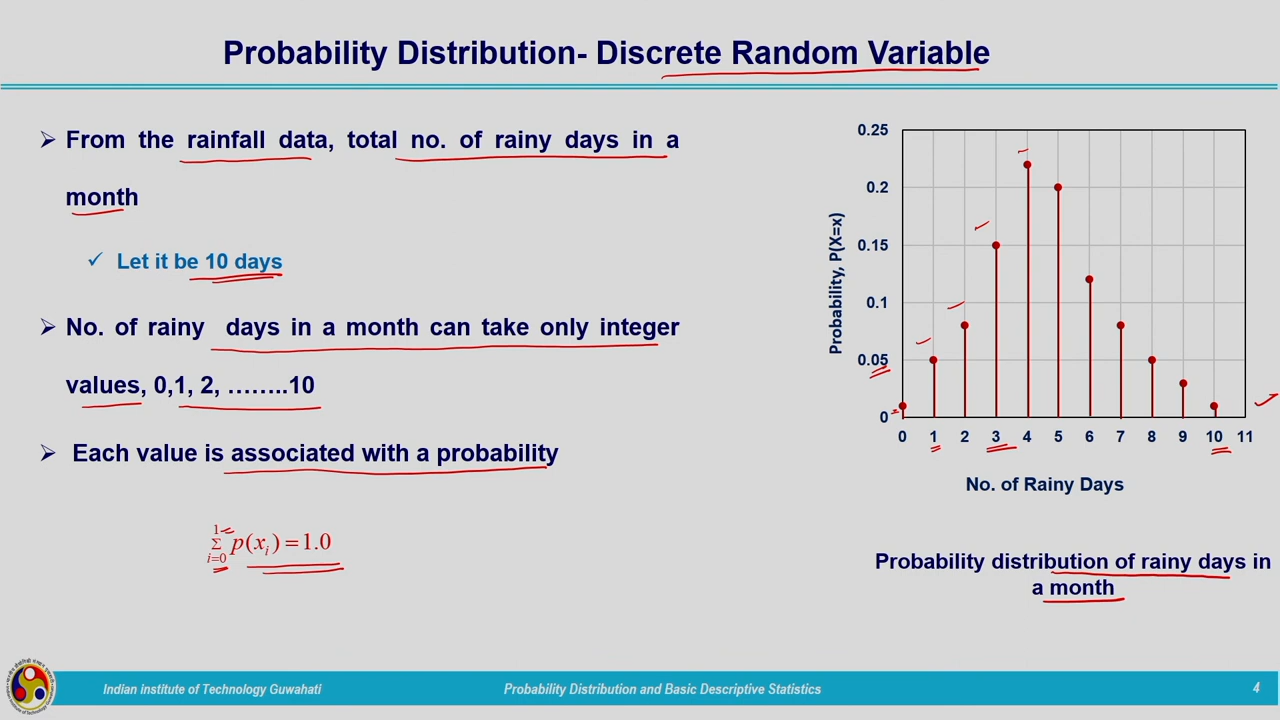 Probability Distribution- Discrete Random Variable
➢ From the rainfall data, total no. of rainy days in a
month
✓ Let it be 10 days
➢ No. of rainy days in a month can take only integer
values, 0,1, 2, ……..10
➢ Each value is associated with a probability
1
Σ p(xᵢ) = 1.0
i=0
0.25
0.2
0.15
0.1
0.05
0
Probability, P(X=x)
0 1 2 3 4 5 6 7 8 9 10 11
No. of Rainy Days
Probability distribution of rainy days in
a month
Indian institute of Technology Guwahati
Probability Distribution and Basic Descriptive Statistics
4